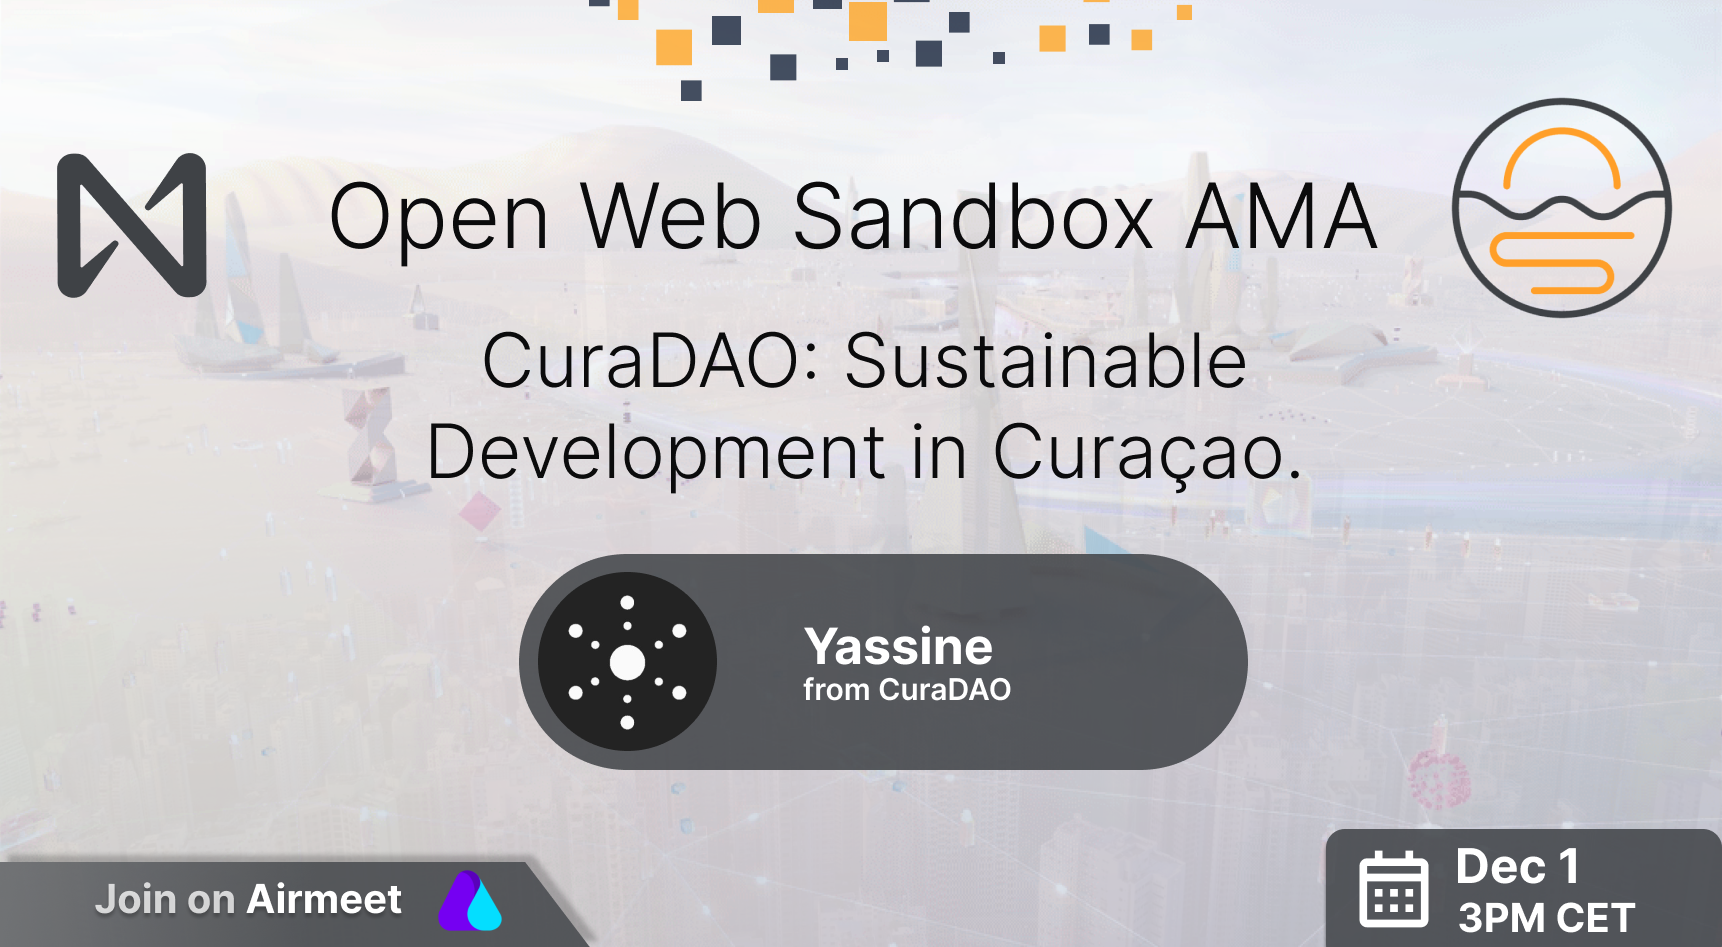 Open Web Sandbox AMA
CuraDAO: Sustainable
Development in Curaçao.
Yassine
from CuraDAO
Join on Airmeet
Dec 1
3PM CET